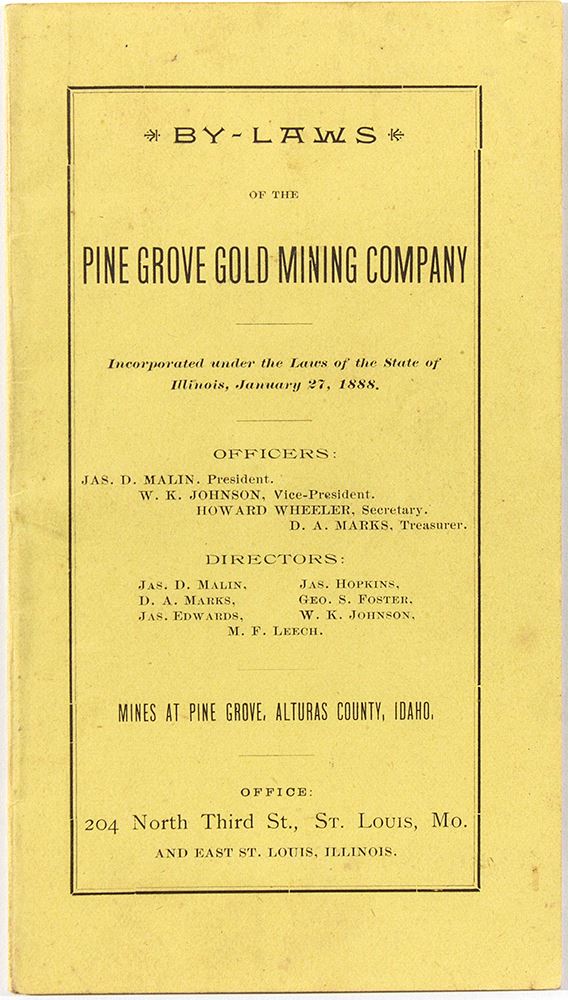 BY-LAWS
OF THE
PINE GROVE GOLD MINING COMPANY
Incorporated under the Laws of the State of
Illinois, January 27, 1888.
OFFICERS:
JAS. D. MALIN. President.
W. K. JOHNSON, Vice-President.
HOWARD WHEELER, Secretary.
D. A. MARKS, Treasurer.
DIRECTORS:
JAS. D. MALIN, JAS. HOPKINS,
D. A. MARKS, GEO. S. FOSTER,
JAS. EDWARDS, W. K. JOHNSON,
M. F. LEECH.
MINES AT PINE GROVE, ALTURAS COUNTY, IDAHO.
OFFICE:
204 North Third St., ST. LOUIS, MO.
AND EAST ST. LOUIS, ILLINOIS.